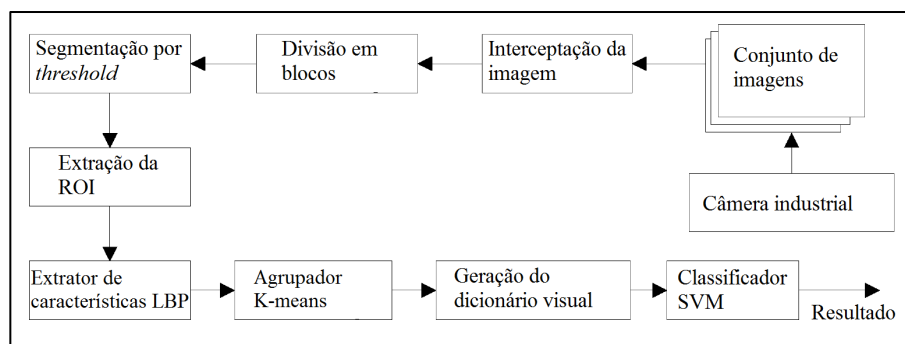 Segmentação por
threshold
Divisão em
blocos
Interceptação da
imagem
Conjunto de
imagens
Extração da
ROI
Câmera industrial
Extrator de
características LBP
Agrupador
K-means
Geração do
dicionário visual
Classificador
SVM
Resultado